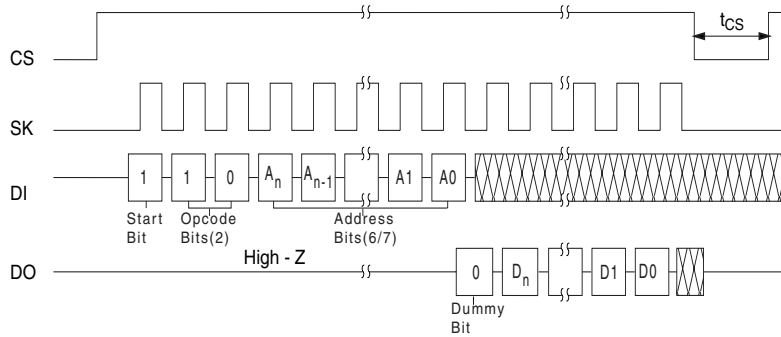 CS
tCS
SK
DI
1 1 0 An An-1 A1 A0
Start Bit
Opcode Bits(2)
Address Bits(6/7)
High - Z
DO
0 Dn D1 D0
Dummy Bit